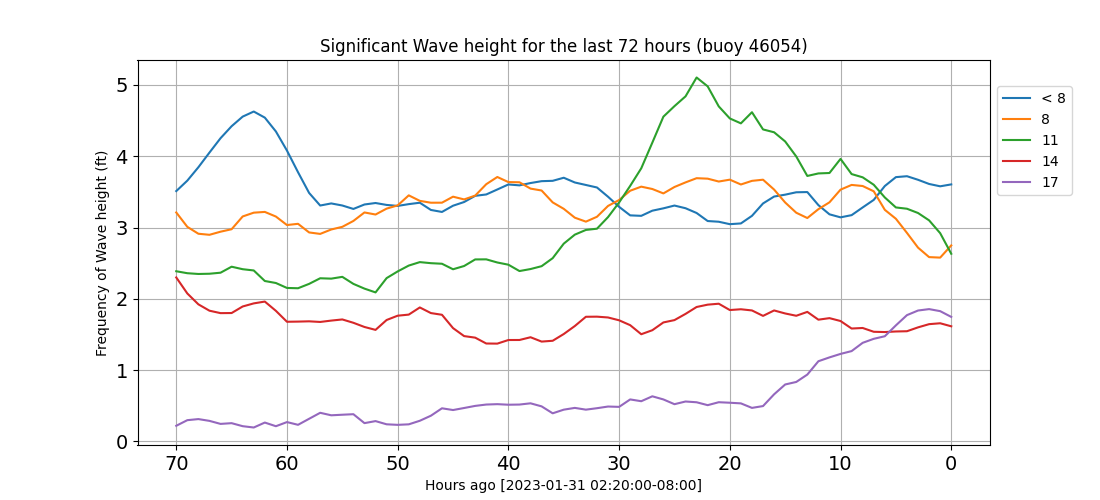 Significant Wave height for the last 72 hours (buoy 46054)
Frequency of Wave height (ft)
5
4
3
2
1
0
70 60 50 40 30 20 10 0
Hours ago [2023-01-31 02:20:00-08:00]
< 8
8
11
14
17